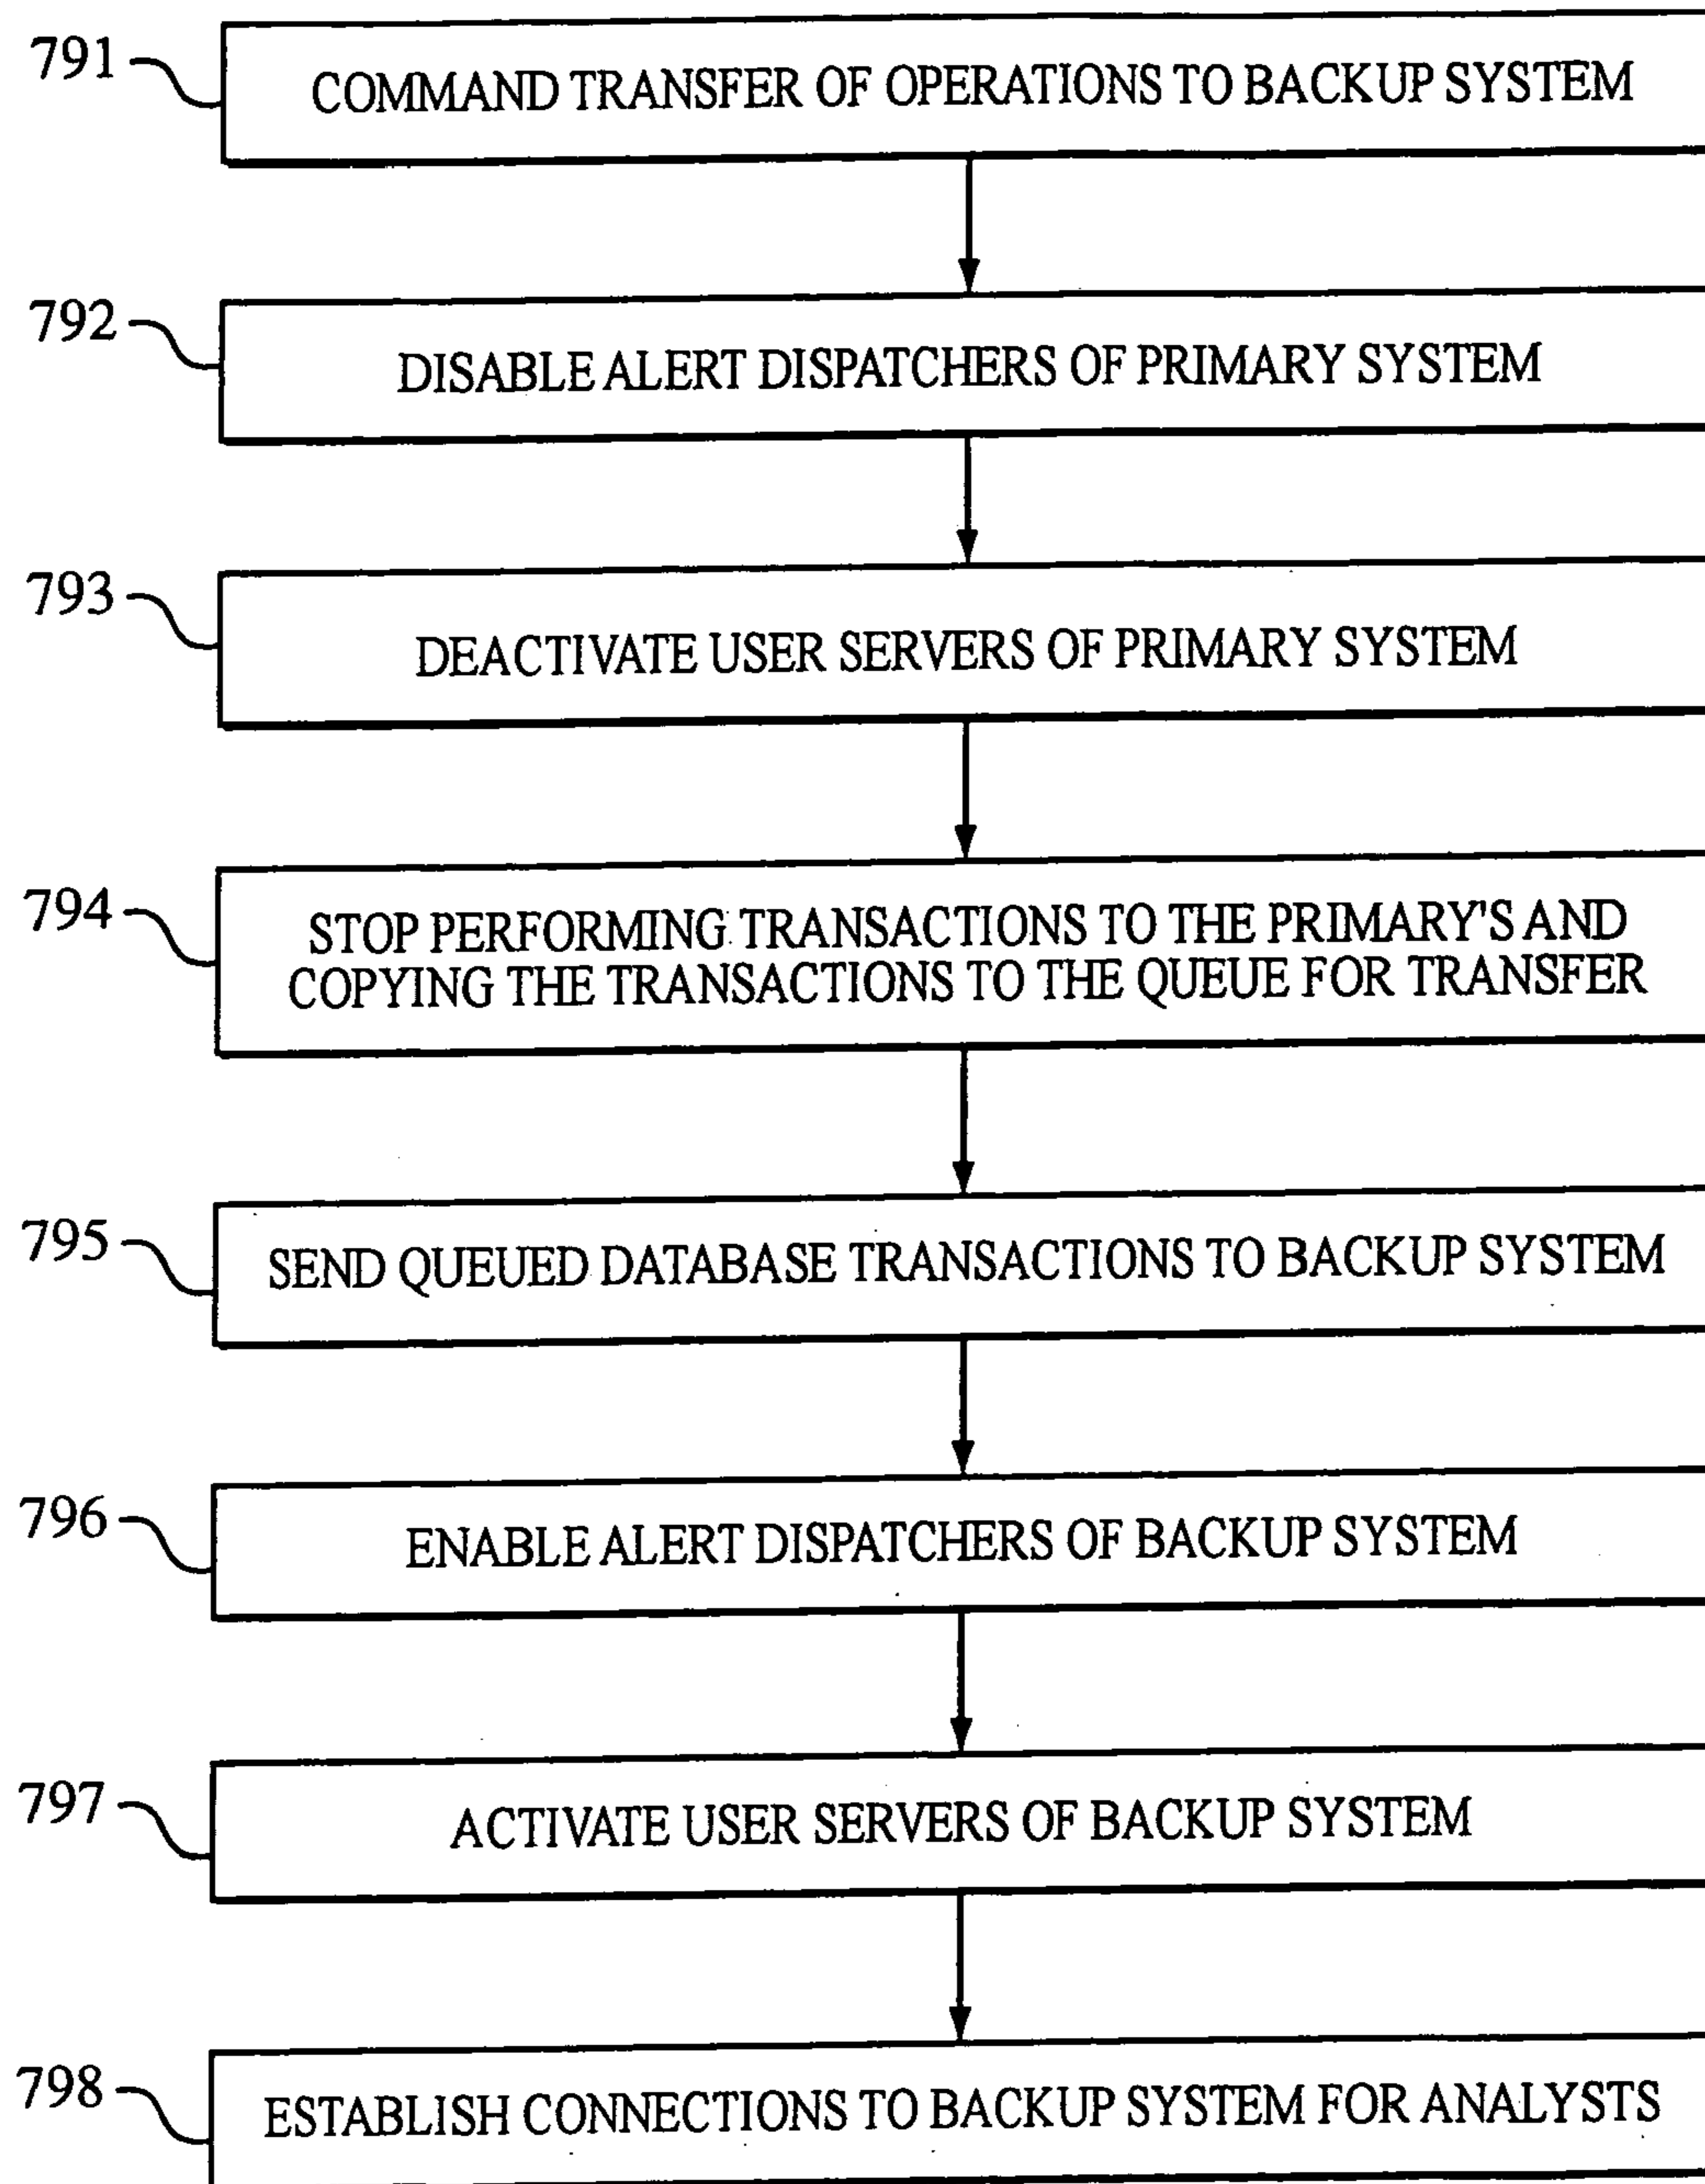 791
COMMAND TRANSFER OF OPERATIONS TO BACKUP SYSTEM
792
DISABLE ALERT DISPATCHERS OF PRIMARY SYSTEM
793
DEACTIVATE USER SERVERS OF PRIMARY SYSTEM
794
STOP PERFORMING TRANSACTIONS TO THE PRIMARY'S AND
COPYING THE TRANSACTIONS TO THE QUEUE FOR TRANSFER
795
SEND QUEUED DATABASE TRANSACTIONS TO BACKUP SYSTEM
796
ENABLE ALERT DISPATCHERS OF BACKUP SYSTEM
797
ACTIVATE USER SERVERS OF BACKUP SYSTEM
798
ESTABLISH CONNECTIONS TO BACKUP SYSTEM FOR ANALYSTS